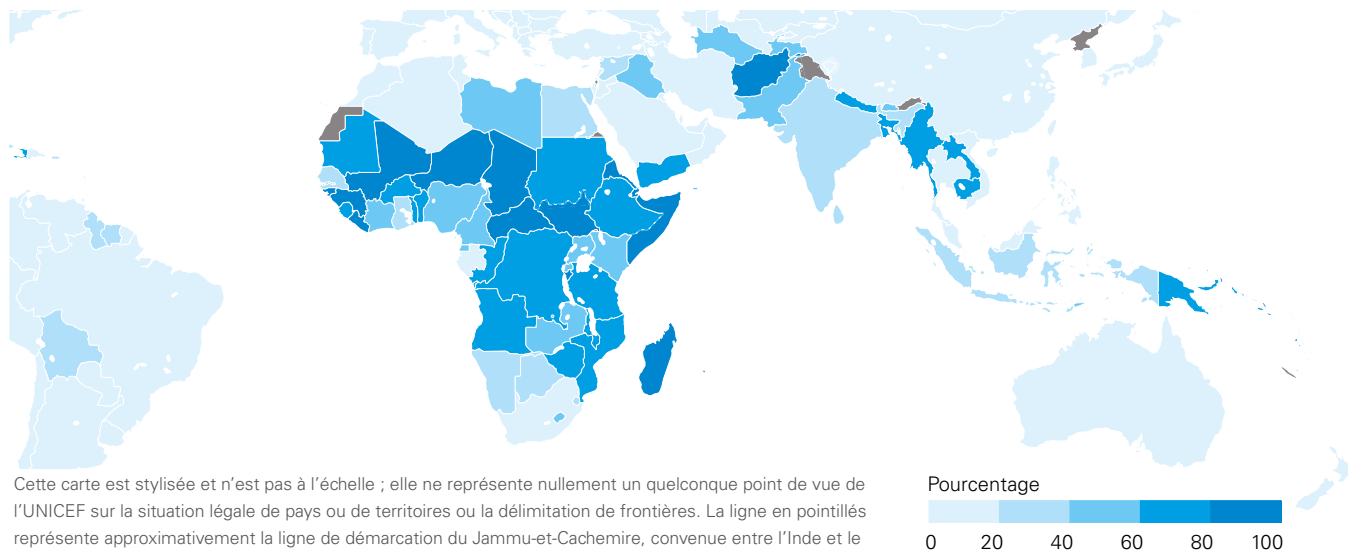 Cette carte est stylisée et n’est pas à l’échelle ; elle ne représente nullement un quelconque point de vue de
l’UNICEF sur la situation légale de pays ou de territoires ou la délimitation de frontières. La ligne en pointillés
représente approximativement la ligne de démarcation du Jammu-et-Cachemire, convenue entre l’Inde et le
Pourcentage
0 20 40 60 80 100